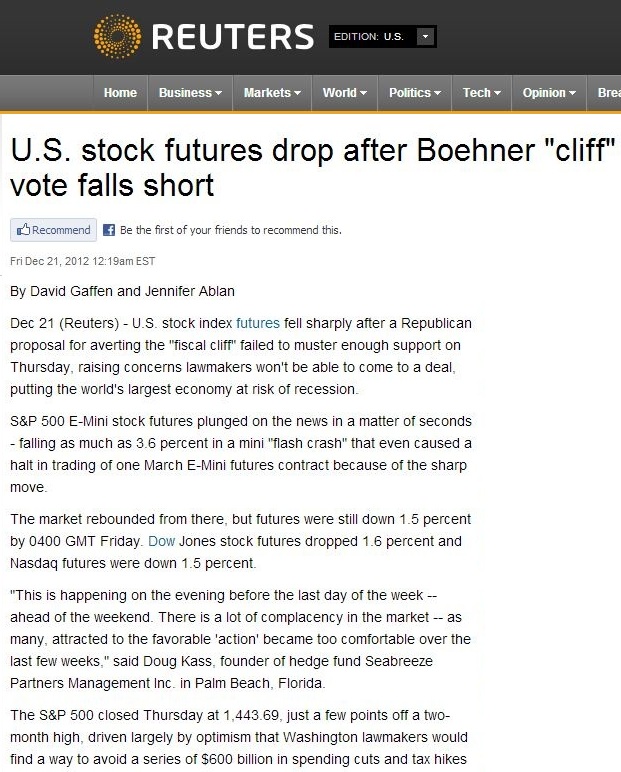 REUTERS EDITION: U.S.
Home Business Markets World Politics Tech Opinion Brea
U.S. stock futures drop after Boehner "cliff"
vote falls short
Recommend Be the first of your friends to recommend this.
Fri Dec 21, 2012 12:19am EST
By David Gaffen and Jennifer Ablan
Dec 21 (Reuters) - U.S. stock index futures fell sharply after a Republican
proposal for averting the "fiscal cliff" failed to muster enough support on
Thursday, raising concerns lawmakers won't be able to come to a deal,
putting the world's largest economy at risk of recession.
S&P 500 E-Mini stock futures plunged on the news in a matter of seconds
- falling as much as 3.6 percent in a mini "flash crash" that even caused a
halt in trading of one March E-Mini futures contract because of the sharp
move.
The market rebounded from there, but futures were still down 1.5 percent
by 0400 GMT Friday. Dow Jones stock futures dropped 1.6 percent and
Nasdaq futures were down 1.5 percent.
"This is happening on the evening before the last day of the week --
ahead of the weekend. There is a lot of complacency in the market -- as
many, attracted to the favorable 'action' became too comfortable over the
last few weeks," said Doug Kass, founder of hedge fund Seabreeze
Partners Management Inc. in Palm Beach, Florida.
The S&P 500 closed Thursday at 1,443.69, just a few points off a two-
month high, driven largely by optimism that Washington lawmakers would
find a way to avoid a series of $600 billion in spending cuts and tax hikes